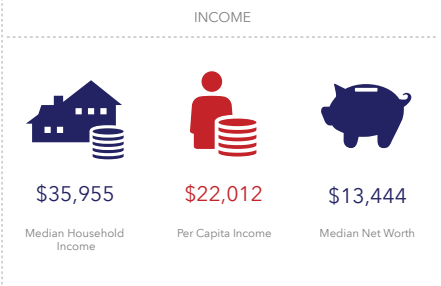 INCOME
$35,955
$22,012
$13,444
Median Household
Income
Per Capita Income
Median Net Worth